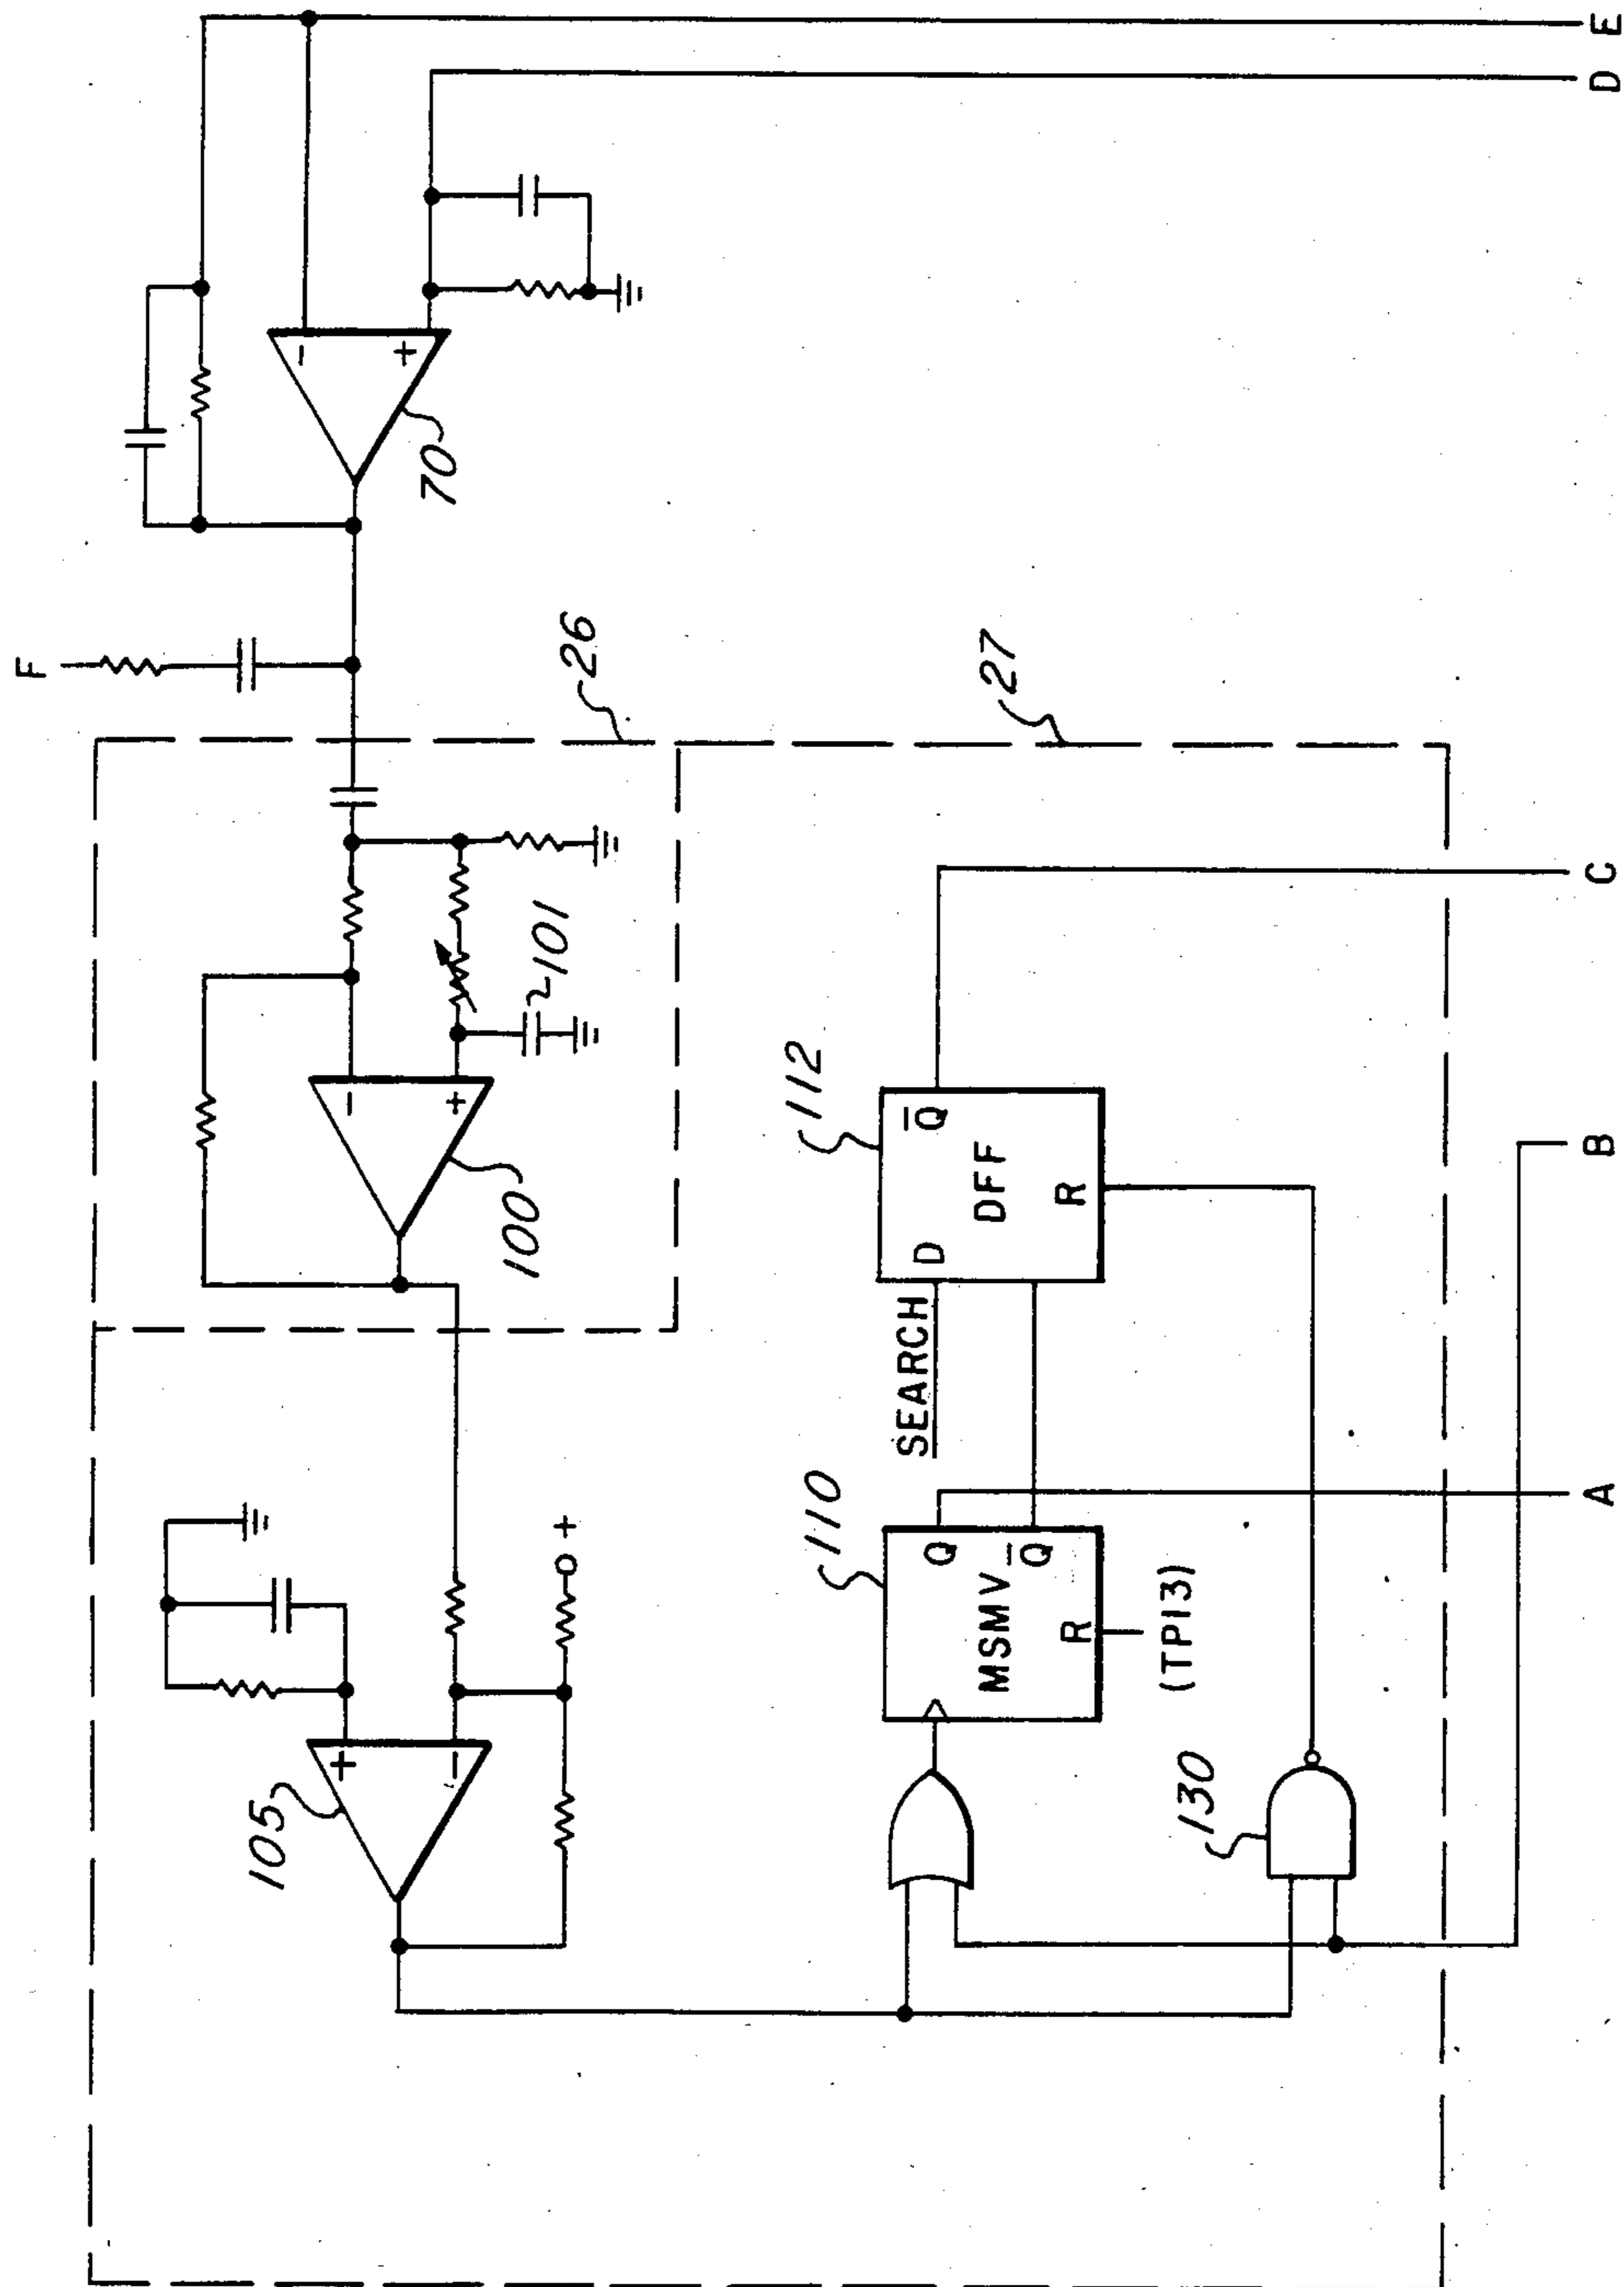 E
D
-
+
70
F
26
27
-
+
100
101
105
+
-
+
SEARCH
110
Q
Q̅
MSMV
R
(TP13)
112
D
Q̅
DFF
R
130
A
B
C